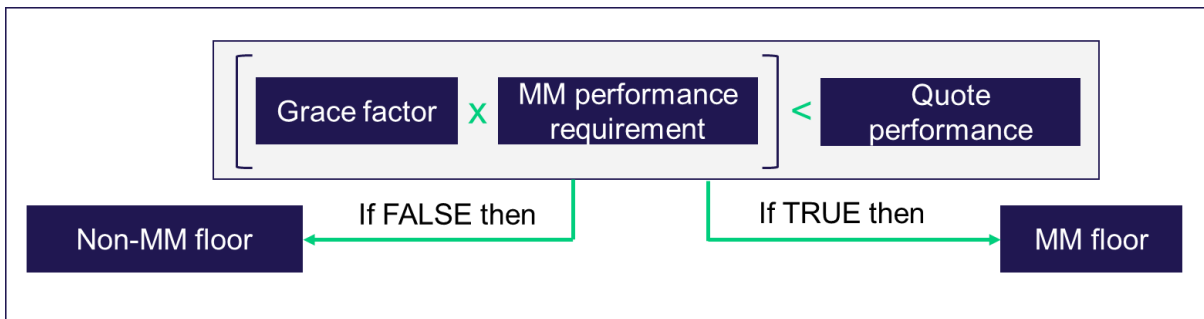 Grace factor x MM performance < Quote
requirement performance
If FALSE then If TRUE then
Non-MM floor MM floor